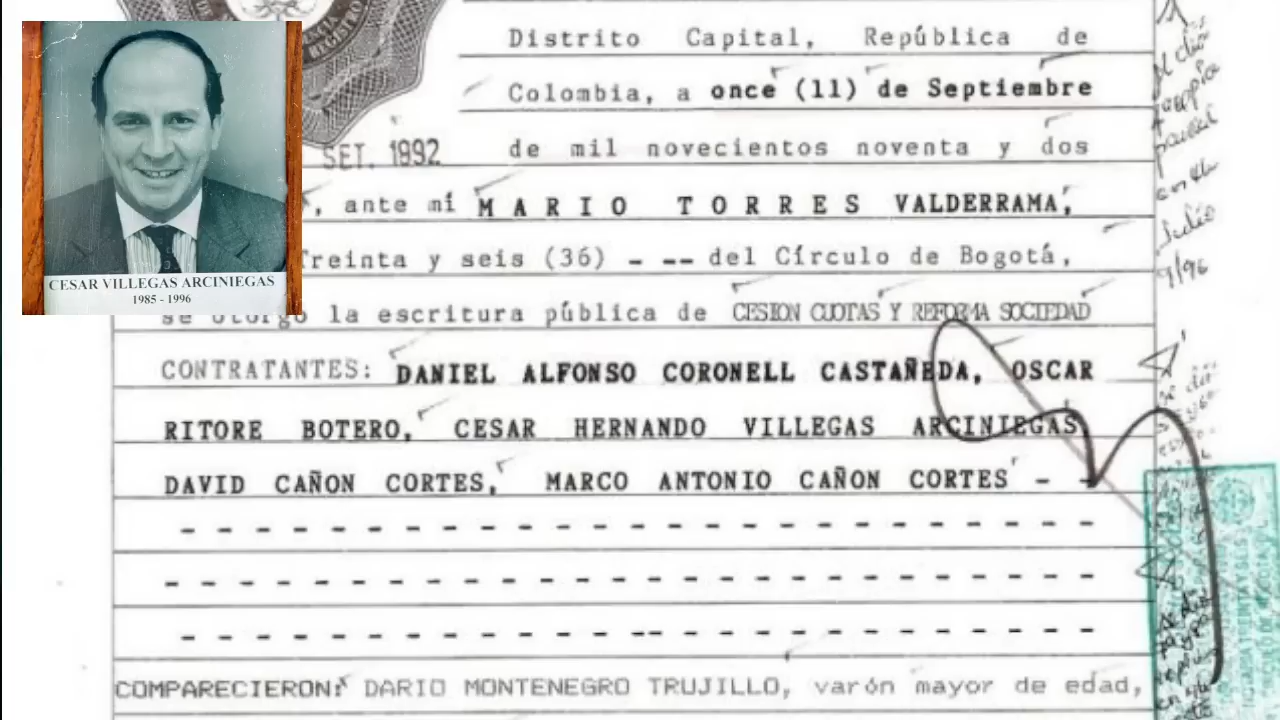 Distrito Capital, República de
Colombia, a once (11) de Septiembre
SET. 1992
de mil novecientos noventa y dos
, ante mí MARIO TORRES VALDERRAMA,
Treinta y seis (36) - -- del Círculo de Bogotá,
se otorgó la escritura pública de CESION CUOTAS Y REFORMA SOCIEDAD
CONTRATANTES: DANIEL ALFONSO CORONELL CASTAÑEDA, OSCAR
RITORE BOTERO, CESAR HERNANDO VILLEGAS ARCINIEGAS,
DAVID CAÑON CORTES, MARCO ANTONIO CAÑON CORTES - -
COMPARECIERON: DARIO MONTENEGRO TRUJILLO, varón mayor de edad,
CESAR VILLEGAS ARCINIEGAS
1985 - 1996
Julio
9/96